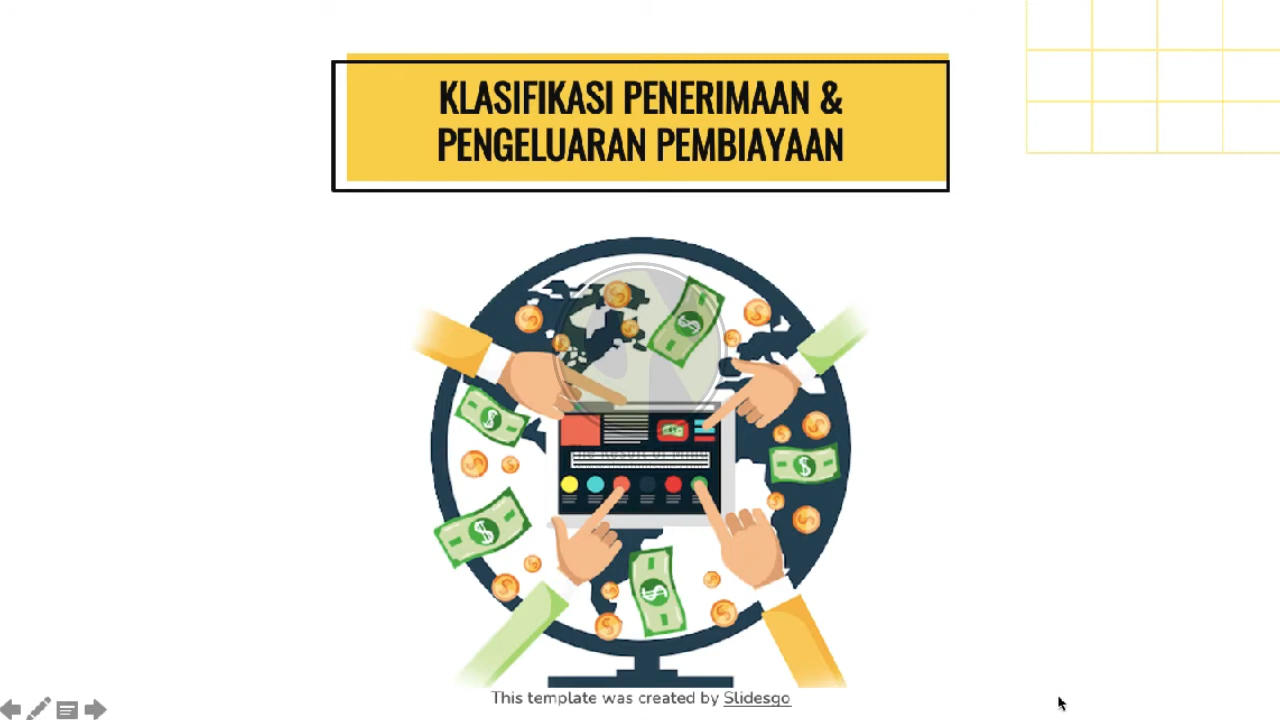 KLASIFIKASI PENERIMAAN &
PENGELUARAN PEMBIAYAAN
This template was created by Slidesgo